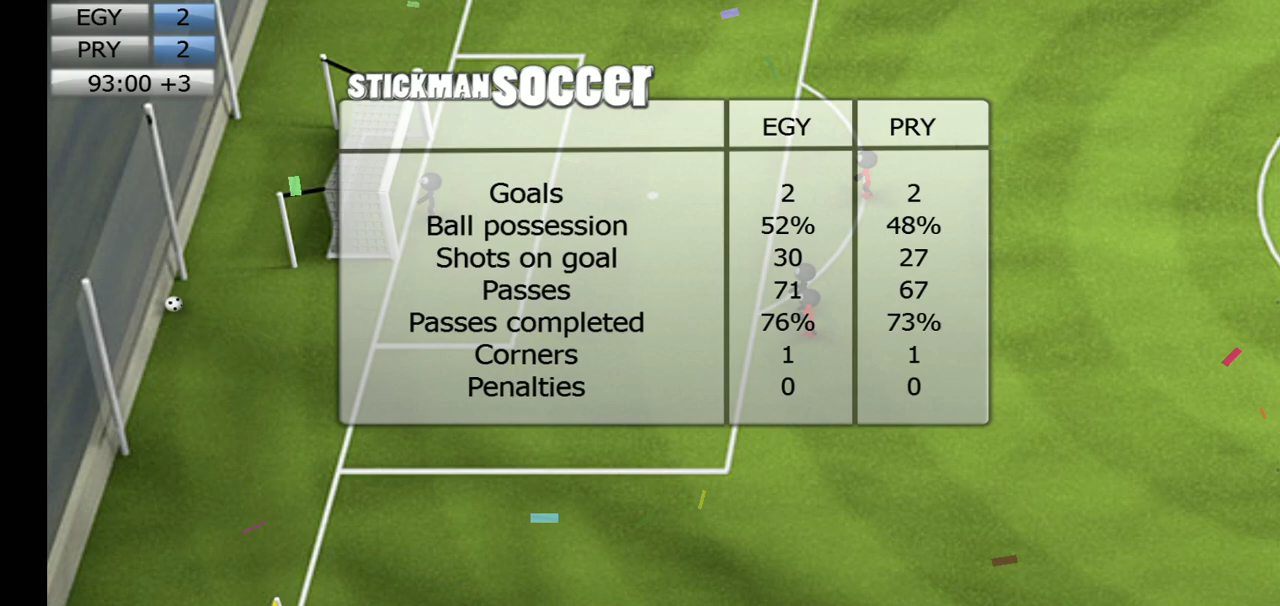 EGY 2
PRY 2
93:00 +3
STICKMAN SOCCER
EGY PRY
Goals 2 2
Ball possession 52% 48%
Shots on goal 30 27
Passes 71 67
Passes completed 76% 73%
Corners 1 1
Penalties 0 0